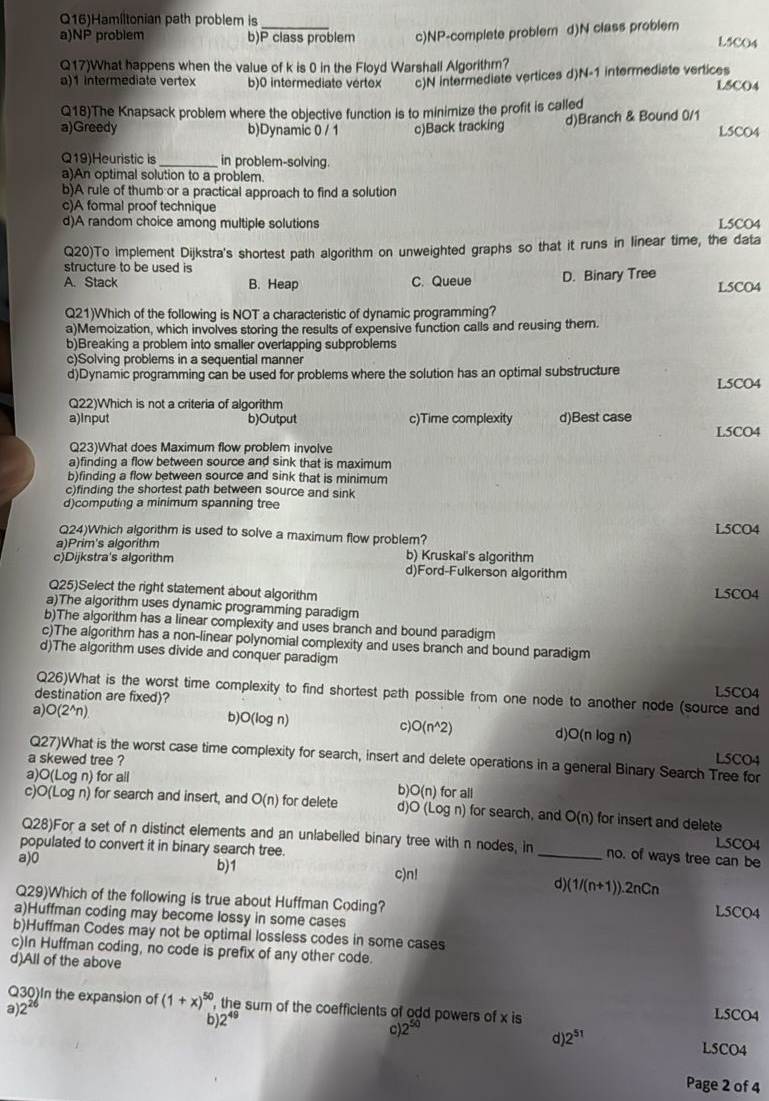 Q16)Hamiltonian path problem is ________
a)NP problem b)P class problem c)NP-complete problem d)N class problem
L5CO4
Q17)What happens when the value of k is 0 in the Floyd Warshall Algorithm?
a)1 intermediate vertex b)0 intermediate vertex c)N intermediate vertices d)N-1 intermediate vertices
L5CO4
Q18)The Knapsack problem where the objective function is to minimize the profit is called
a)Greedy b)Dynamic 0 / 1 c)Back tracking d)Branch & Bound 0/1
L5CO4
Q19)Heuristic is ________ in problem-solving.
a)An optimal solution to a problem.
b)A rule of thumb or a practical approach to find a solution
c)A formal proof technique
d)A random choice among multiple solutions
L5CO4
Q20)To implement Dijkstra's shortest path algorithm on unweighted graphs so that it runs in linear time, the data
structure to be used is
A. Stack B. Heap C. Queue D. Binary Tree
L5CO4
Q21)Which of the following is NOT a characteristic of dynamic programming?
a)Memoization, which involves storing the results of expensive function calls and reusing them.
b)Breaking a problem into smaller overlapping subproblems
c)Solving problems in a sequential manner
d)Dynamic programming can be used for problems where the solution has an optimal substructure
L5CO4
Q22)Which is not a criteria of algorithm
a)Input b)Output c)Time complexity d)Best case
L5CO4
Q23)What does Maximum flow problem involve
a)finding a flow between source and sink that is maximum
b)finding a flow between source and sink that is minimum
c)finding the shortest path between source and sink
d)computing a minimum spanning tree
L5CO4
Q24)Which algorithm is used to solve a maximum flow problem?
a)Prim's algorithm b) Kruskal's algorithm
c)Dijkstra's algorithm d)Ford-Fulkerson algorithm
L5CO4
Q25)Select the right statement about algorithm
a)The algorithm uses dynamic programming paradigm
b)The algorithm has a linear complexity and uses branch and bound paradigm
c)The algorithm has a non-linear polynomial complexity and uses branch and bound paradigm
d)The algorithm uses divide and conquer paradigm
L5CO4
Q26)What is the worst time complexity to find shortest path possible from one node to another node (source and
destination are fixed)?
a)O(2^n) b)O(log n) c)O(n^2) d)O(n log n)
L5CO4
Q27)What is the worst case time complexity for search, insert and delete operations in a general Binary Search Tree for
a skewed tree ?
a)O(Log n) for all b)O(n) for all
c)O(Log n) for search and insert, and O(n) for delete d)O (Log n) for search, and O(n) for insert and delete
L5CO4
Q28)For a set of n distinct elements and an unlabelled binary tree with n nodes, in ________ no. of ways tree can be
populated to convert it in binary search tree.
a)0 b)1 c)n! d)(1/(n+1)).2nCn
L5CO4
Q29)Which of the following is true about Huffman Coding?
a)Huffman coding may become lossy in some cases
b)Huffman Codes may not be optimal lossless codes in some cases
c)In Huffman coding, no code is prefix of any other code.
d)All of the above
L5CO4
Q30)In the expansion of (1 + x)^50, the sum of the coefficients of odd powers of x is
a)2^26 b)2^49 c)2^50 d)2^51
L5CO4
Page 2 of 4